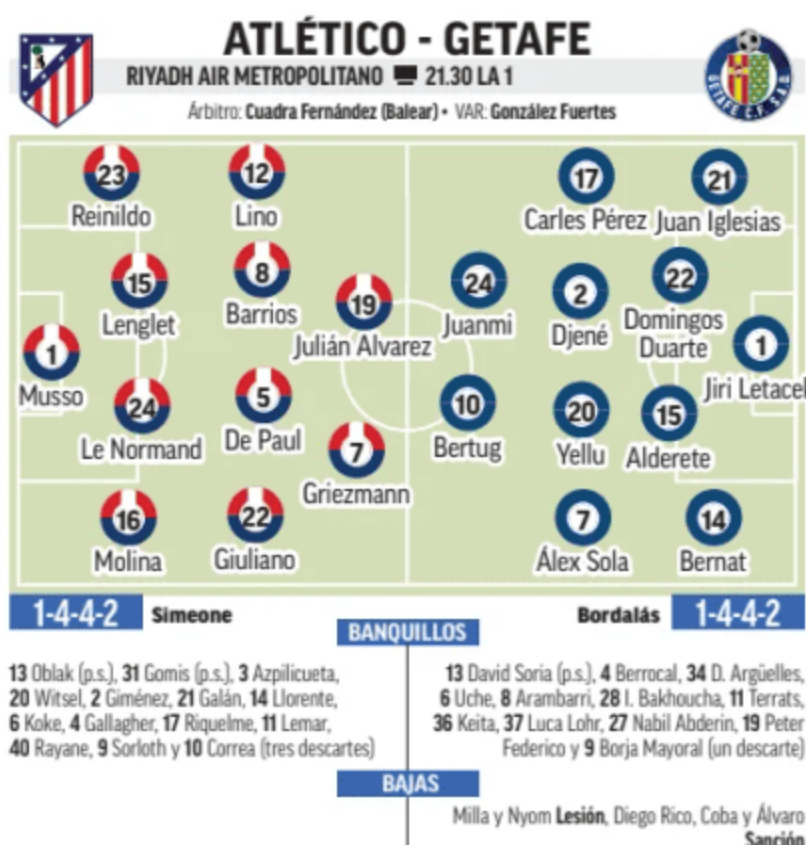 ATLÉTICO - GETAFE
RIYADH AIR METROPOLITANO 21.30 LA 1
Árbitro: Cuadra Fernández (Balear) • VAR: González Fuertes
GETAFE C.F. S.A.D.
23 12 17 21
Reinildo Lino Carles Pérez Juan Iglesias
15 8 19 24 2 22
Lenglet Barrios Julián Alvarez Juanmi Djené Domingos Duarte
1 1
Musso Jiri Letacel
24 5 7 10 20 15
Le Normand De Paul Griezmann Bertug Yellu Alderete
16 22 7 14
Molina Giuliano Álex Sola Bernat
1-4-4-2 Simeone Bordalás 1-4-4-2
BANQUILLOS
13 Oblak (p.s.), 31 Gomis (p.s.), 3 Azpilicueta,
20 Witsel, 2 Giménez, 21 Galán, 14 Llorente,
6 Koke, 4 Gallagher, 17 Riquelme, 11 Lemar,
40 Rayane, 9 Sorloth y 10 Correa (tres descartes)
13 David Soria (p.s.), 4 Berrocal, 34 D. Argüelles,
6 Uche, 8 Arambarri, 28 I. Bakhoucha, 11 Terrats,
36 Keita, 37 Luca Lohr, 27 Nabil Abderin, 19 Peter
Federico y 9 Borja Mayoral (un descarte)
BAJAS
Milla y Nyom Lesión, Diego Rico, Coba y Álvaro
Sanción